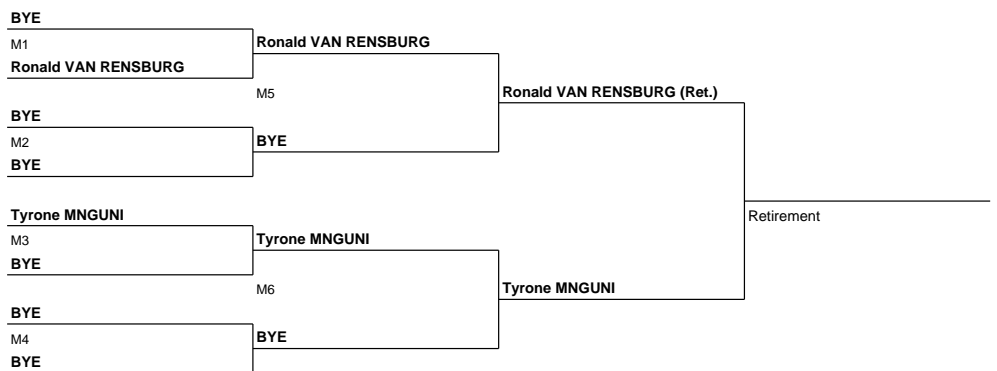 BYE
M1
Ronald VAN RENSBURG
Ronald VAN RENSBURG
M5
BYE
M2
BYE
BYE
Ronald VAN RENSBURG (Ret.)
Tyrone MNGUNI
M3
BYE
Tyrone MNGUNI
M6
BYE
M4
BYE
BYE
Tyrone MNGUNI
Retirement